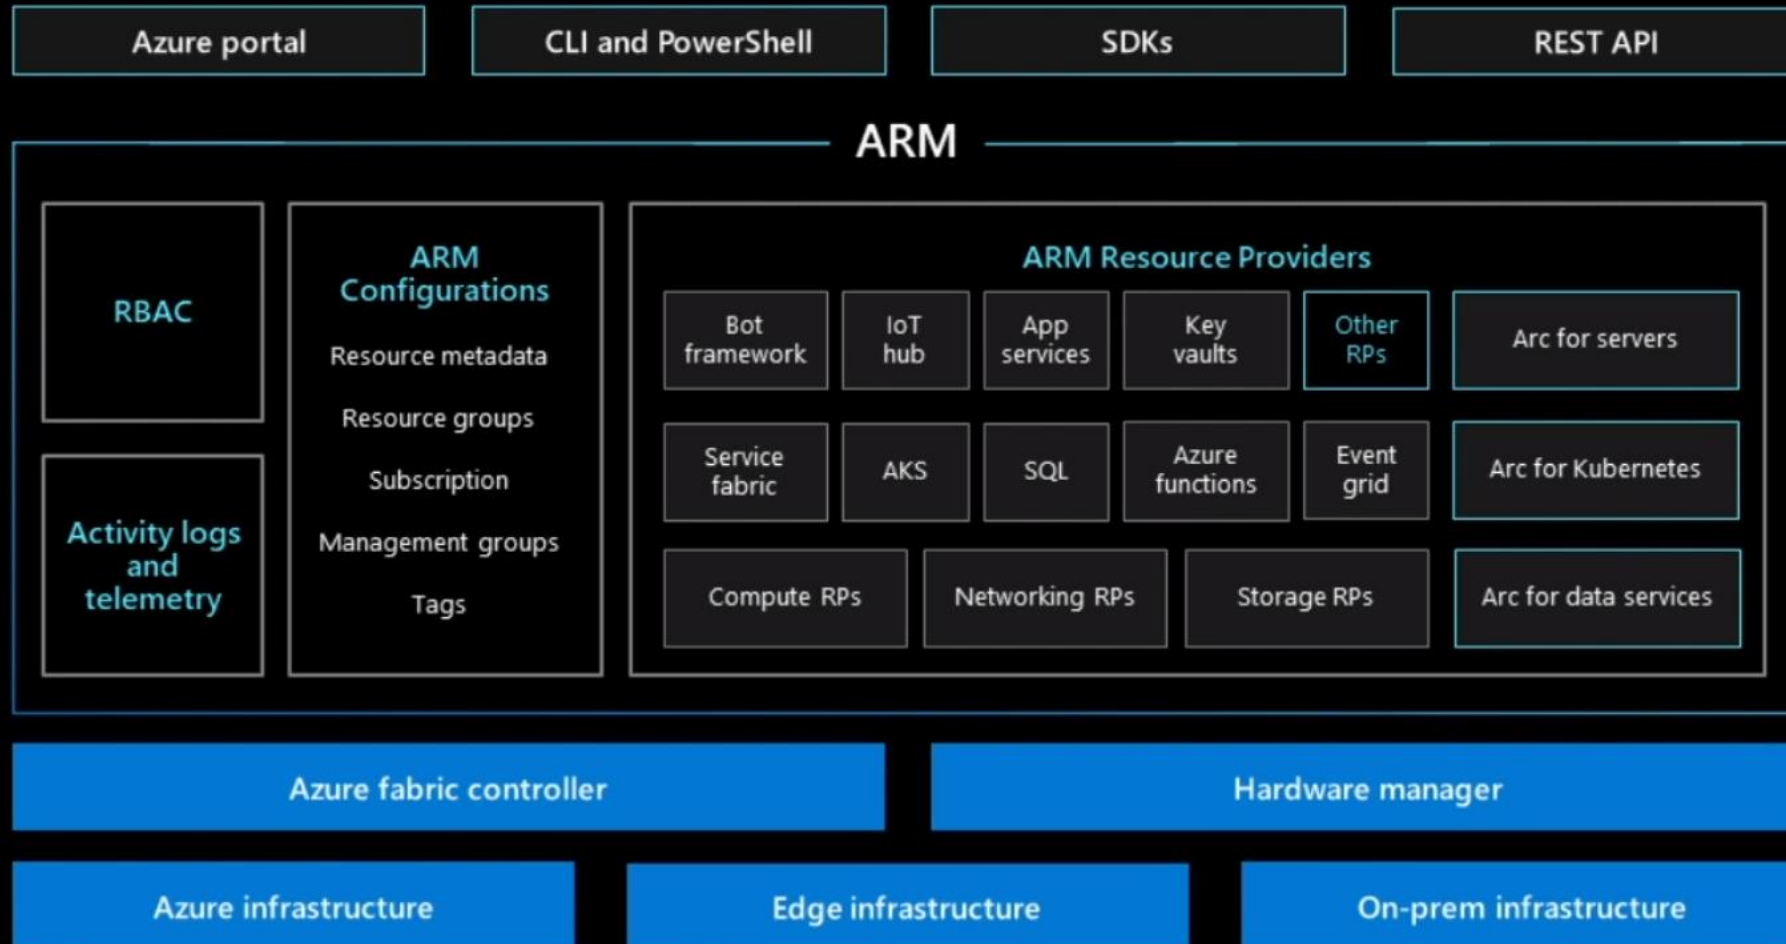 Azure portal
CLI and PowerShell
SDKs
REST API
ARM
RBAC
Activity logs
and
telemetry
ARM
Configurations
Resource metadata
Resource groups
Subscription
Management groups
Tags
ARM Resource Providers
Bot
framework
IoT
hub
App
services
Key
vaults
Other
RPs
Arc for servers
Service
fabric
AKS
SQL
Azure
functions
Event
grid
Arc for Kubernetes
Compute RPs
Networking RPs
Storage RPs
Arc for data services
Azure fabric controller
Hardware manager
Azure infrastructure
Edge infrastructure
On-prem infrastructure